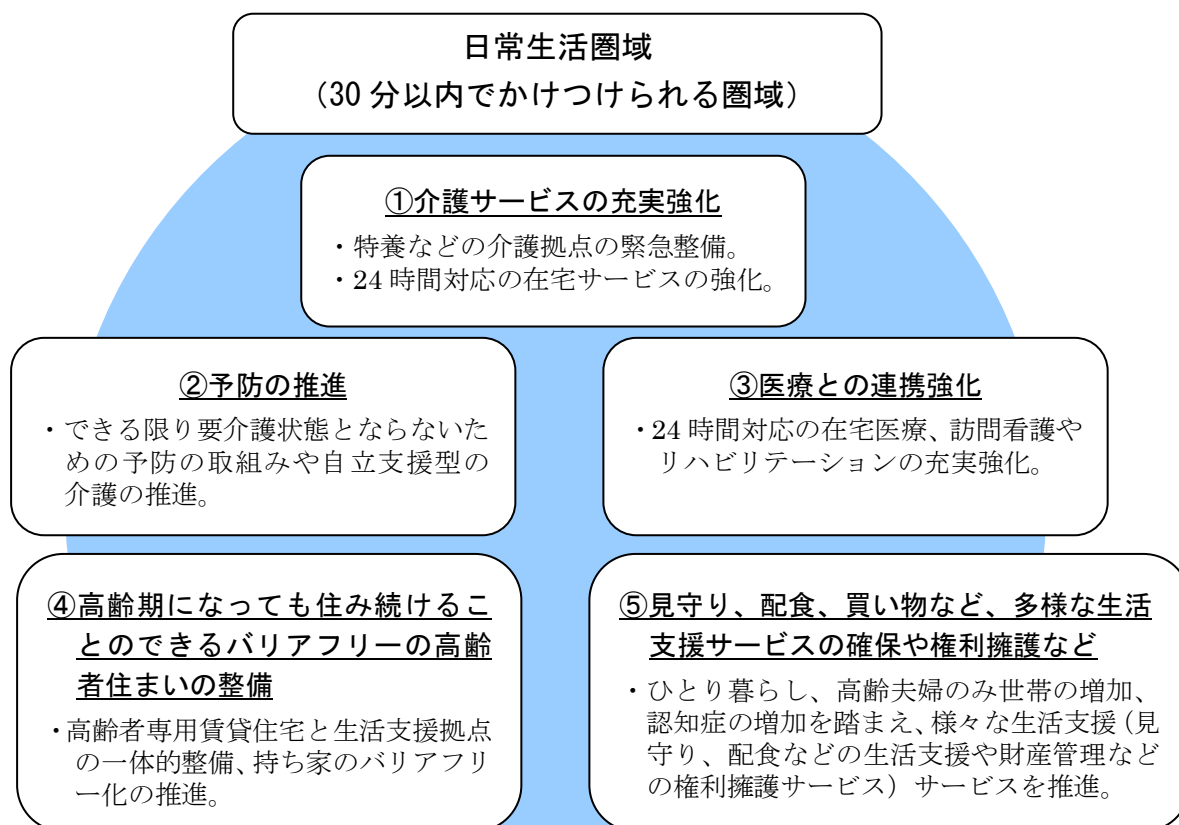 日常生活圏域
（30 分以内でかけつけられる圏域）
①介護サービスの充実強化
・特養などの介護拠点の緊急整備。
・24 時間対応の在宅サービスの強化。
②予防の推進
・できる限り要介護状態とならないた
めの予防の取組みや自立支援型の
介護の推進。
③医療との連携強化
・24 時間対応の在宅医療、訪問看護や
リハビリテーションの充実強化。
④高齢期になっても住み続けるこ
とのできるバリアフリーの高齢
者住まいの整備
・高齢者専用賃貸住宅と生活支援拠点
の一体的整備、持ち家のバリアフリ
ー化の推進。
⑤見守り、配食、買い物など、多様な生活
支援サービスの確保や権利擁護など
・ひとり暮らし、高齢夫婦のみ世帯の増加、
認知症の増加を踏まえ、様々な生活支援（見
守り、配食などの生活支援や財産管理など
の権利擁護サービス）サービスを推進。